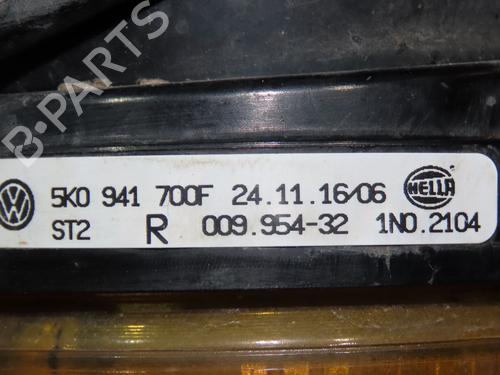 B-PARTS
5K0 941 700F 24.11.16/06 HELLA
ST2 R 009.954-32 1N0.2104